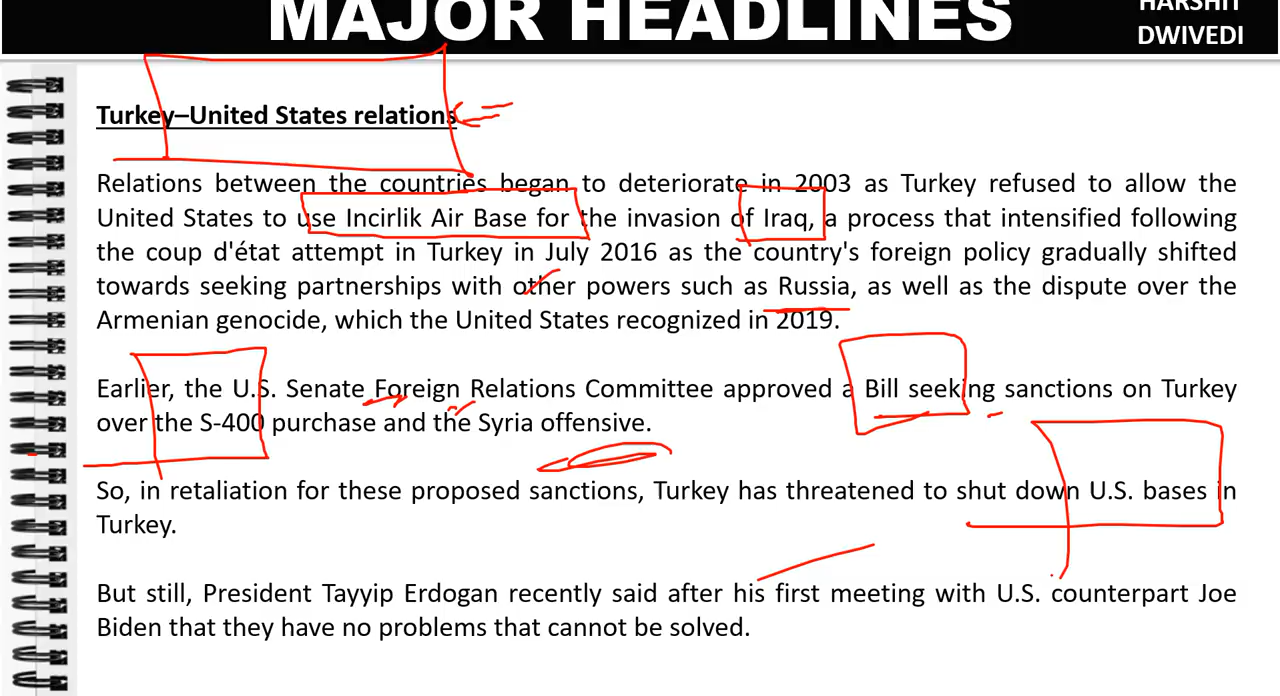 MAJOR HEADLINES
HARSHIT
DWIVEDI
Turkey–United States relations
Relations between the countries began to deteriorate in 2003 as Turkey refused to allow the
United States to use Incirlik Air Base for the invasion of Iraq, a process that intensified following
the coup d'état attempt in Turkey in July 2016 as the country's foreign policy gradually shifted
towards seeking partnerships with other powers such as Russia, as well as the dispute over the
Armenian genocide, which the United States recognized in 2019.
Earlier, the U.S. Senate Foreign Relations Committee approved a Bill seeking sanctions on Turkey
over the S-400 purchase and the Syria offensive.
So, in retaliation for these proposed sanctions, Turkey has threatened to shut down U.S. bases in
Turkey.
But still, President Tayyip Erdogan recently said after his first meeting with U.S. counterpart Joe
Biden that they have no problems that cannot be solved.